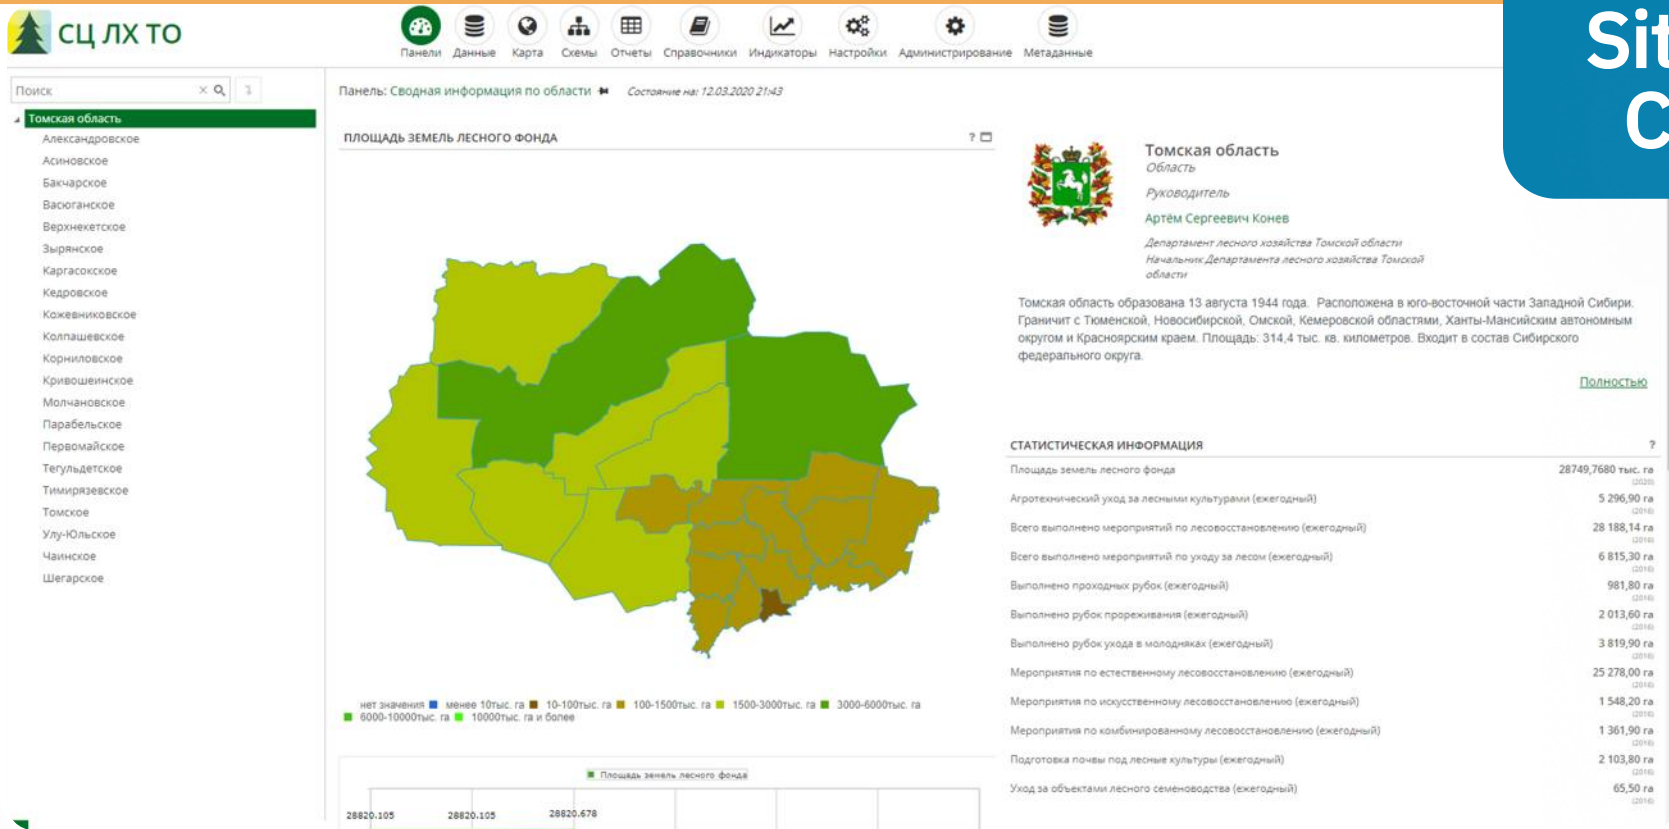 СЦ ЛХ ТО
Панели Данные Карта Схемы Отчеты Справочники Индикаторы Настройки Администрирование Метаданные
Sit
C
Поиск
Томская область
Александровское
Асиновское
Бакчарское
Васюганское
Верхнекетское
Зырянское
Каргасокское
Кедровское
Кожевниковское
Колпашевское
Корниловское
Кривошеинское
Молчановское
Парабельское
Первомайское
Тегульдетское
Тимирязевское
Томское
Улу-Юльское
Чаинское
Шегарское
Панель: Сводная информация по области Состояние на: 12.03.2020 21:43
ПЛОЩАДЬ ЗЕМЕЛЬ ЛЕСНОГО ФОНДА ?
нет значения менее 10тыс. га 10-100тыс. га 100-1500тыс. га 1500-3000тыс. га 3000-6000тыс. га
6000-10000тыс. га 10000тыс. га и более
Площадь земель лесного фонда
28820.105 28820.105 28820.678
Томская область
Область
Руководитель
Артём Сергеевич Конев
Департамент лесного хозяйства Томской области
Начальник Департамента лесного хозяйства Томской
области
Томская область образована 13 августа 1944 года. Расположена в юго-восточной части Западной Сибири.
Граничит с Тюменской, Новосибирской, Омской, Кемеровской областями, Ханты-Мансийским автономным
округом и Красноярским краем. Площадь: 314,4 тыс. кв. километров. Входит в состав Сибирского
федерального округа.
Полностью
СТАТИСТИЧЕСКАЯ ИНФОРМАЦИЯ ?
Площадь земель лесного фонда 28749,7680 тыс. га
(2020)
Агротехнический уход за лесными культурами (ежегодный) 5 296,90 га
(2016)
Всего выполнено мероприятий по лесовосстановлению (ежегодный) 28 188,14 га
(2016)
Всего выполнено мероприятий по уходу за лесом (ежегодный) 6 815,30 га
(2016)
Выполнено проходных рубок (ежегодный) 981,80 га
(2016)
Выполнено рубок прореживания (ежегодный) 2 013,60 га
(2016)
Выполнено рубок ухода в молодняках (ежегодный) 3 819,90 га
(2016)
Мероприятия по естественному лесовосстановлению (ежегодный) 25 278,00 га
(2016)
Мероприятия по искусственному лесовосстановлению (ежегодный) 1 548,20 га
(2016)
Мероприятия по комбинированному лесовосстановлению (ежегодный) 1 361,90 га
(2016)
Подготовка почвы под лесные культуры (ежегодный) 2 103,80 га
(2016)
Уход за объектами лесного семеноводства (ежегодный) 65,50 га
(2016)